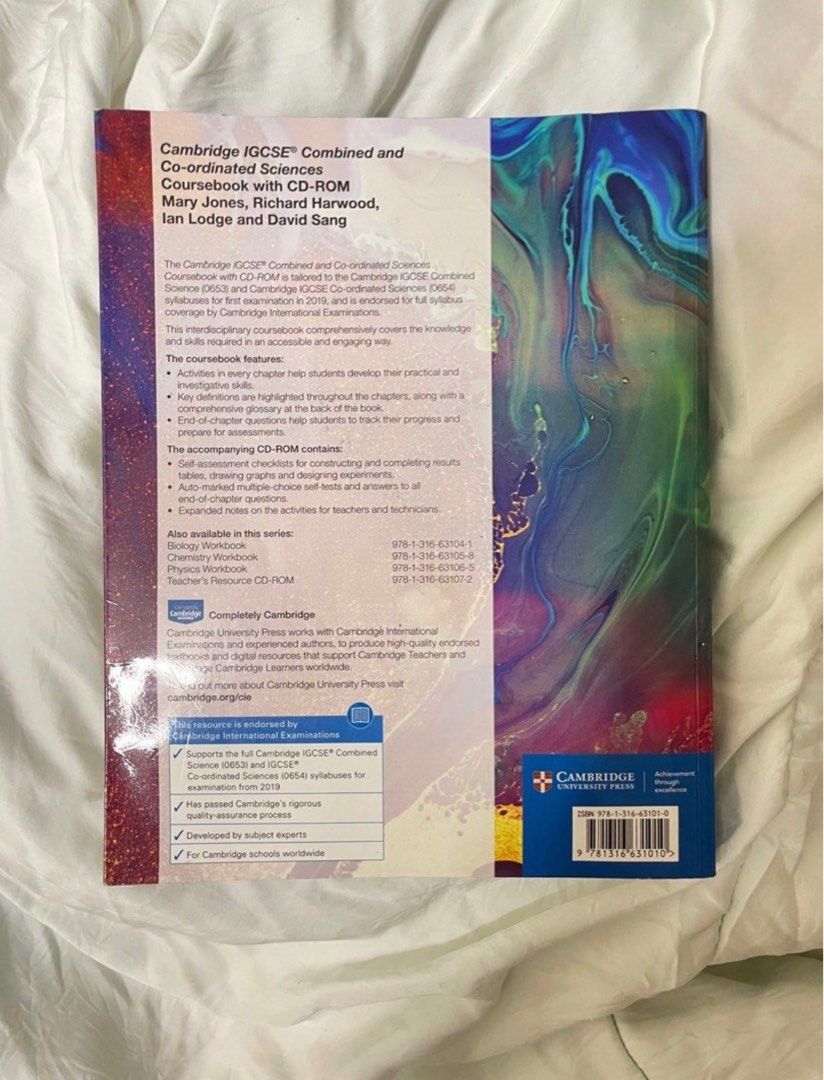 Cambridge IGCSE® Combined and
Co-ordinated Sciences
Coursebook with CD-ROM
Mary Jones, Richard Harwood,
Ian Lodge and David Sang
The Cambridge IGCSE® Combined and Co-ordinated Sciences
Coursebook with CD-ROM is tailored to the Cambridge IGCSE Combined
Science (0653) and Cambridge IGCSE Co-ordinated Sciences (0654)
syllabuses for first examination in 2019, and is endorsed for full syllabus
coverage by Cambridge International Examinations.
This interdisciplinary coursebook comprehensively covers the knowledge
and skills required in an accessible and engaging way.
The coursebook features:
• Activities in every chapter help students develop their practical and
investigative skills.
• Key definitions are highlighted throughout the chapters, along with a
comprehensive glossary at the back of the book.
• End-of-chapter questions help students to track their progress and
prepare for assessments.
The accompanying CD-ROM contains:
• Self-assessment checklists for constructing and completing results
tables, drawing graphs and designing experiments.
• Auto-marked multiple-choice self-tests and answers to all
end-of-chapter questions.
• Expanded notes on the activities for teachers and technicians.
Also available in this series:
Biology Workbook 978-1-316-63104-1
Chemistry Workbook 978-1-316-63105-8
Physics Workbook 978-1-316-63106-5
Teacher's Resource CD-ROM 978-1-316-63107-2
Cambridge
Completely Cambridge
Cambridge University Press works with Cambridge International
Examinations and experienced authors, to produce high-quality endorsed
textbooks and digital resources that support Cambridge Teachers and
Cambridge Learners worldwide.
out more about Cambridge University Press visit
cambridge.org/cie
This resource is endorsed by
Cambridge International Examinations
✓ Supports the full Cambridge IGCSE® Combined
Science (0653) and IGCSE®
Co-ordinated Sciences (0654) syllabuses for
examination from 2019
✓ Has passed Cambridge's rigorous
quality-assurance process
✓ Developed by subject experts
✓ For Cambridge schools worldwide
CAMBRIDGE
UNIVERSITY PRESS
Achievement
through
excellence
ISBN 978-1-316-63101-0
9 781316 631010>